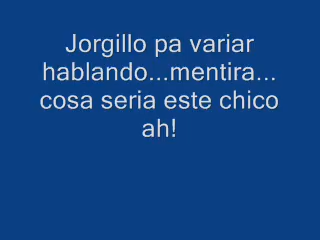 Jorgillo pa variar
hablando...mentira...
cosa seria este chico
ah!